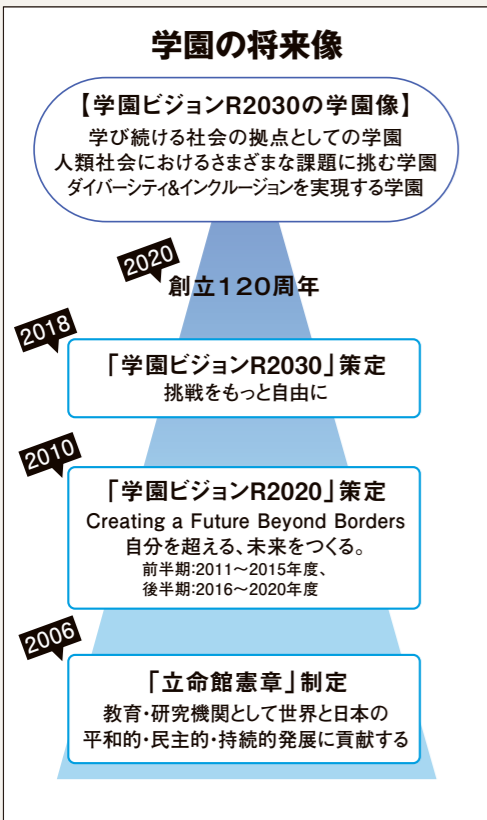 学園の将来像
【学園ビジョンR2030の学園像】
学び続ける社会の拠点としての学園
人類社会におけるさまざまな課題に挑む学園
ダイバーシティ&インクルージョンを実現する学園
2020
創立120周年
2018
「学園ビジョンR2030」策定
挑戦をもっと自由に
2010
「学園ビジョンR2020」策定
Creating a Future Beyond Borders
自分を超える、未来をつくる。
前半期:2011〜2015年度、
後半期:2016〜2020年度
2006
「立命館憲章」制定
教育・研究機関として世界と日本の
平和的・民主的・持続的発展に貢献する